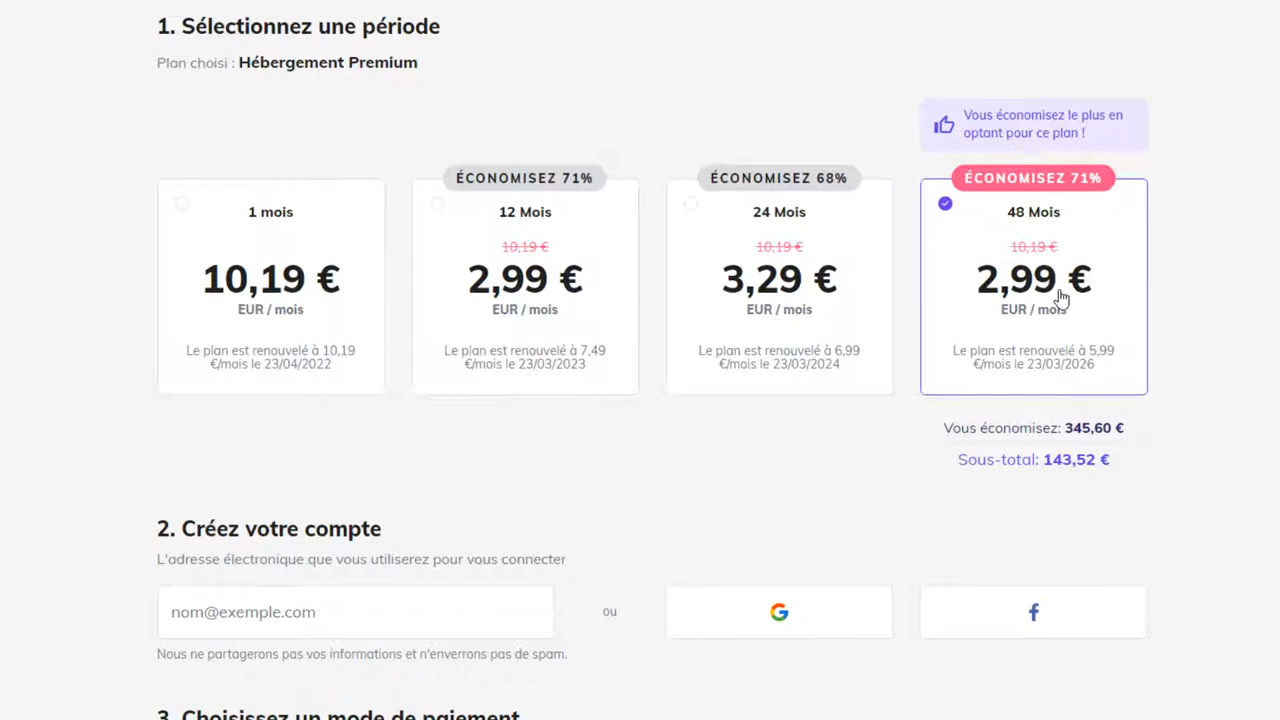 1. Sélectionnez une période
Plan choisi : Hébergement Premium
Vous économisez le plus en
optant pour ce plan !
1 mois
10,19 €
EUR / mois
Le plan est renouvelé à 10,19
€/mois le 23/04/2022
ÉCONOMISEZ 71%
12 Mois
10,19 €
2,99 €
EUR / mois
Le plan est renouvelé à 7,49
€/mois le 23/03/2023
ÉCONOMISEZ 68%
24 Mois
10,19 €
3,29 €
EUR / mois
Le plan est renouvelé à 6,99
€/mois le 23/03/2024
ÉCONOMISEZ 71%
48 Mois
10,19 €
2,99 €
EUR / mois
Le plan est renouvelé à 5,99
€/mois le 23/03/2026
Vous économisez: 345,60 €
Sous-total: 143,52 €
2. Créez votre compte
L'adresse électronique que vous utiliserez pour vous connecter
nom@exemple.com
ou
Nous ne partagerons pas vos informations et n'enverrons pas de spam.
3. Choisissez un mode de paiement